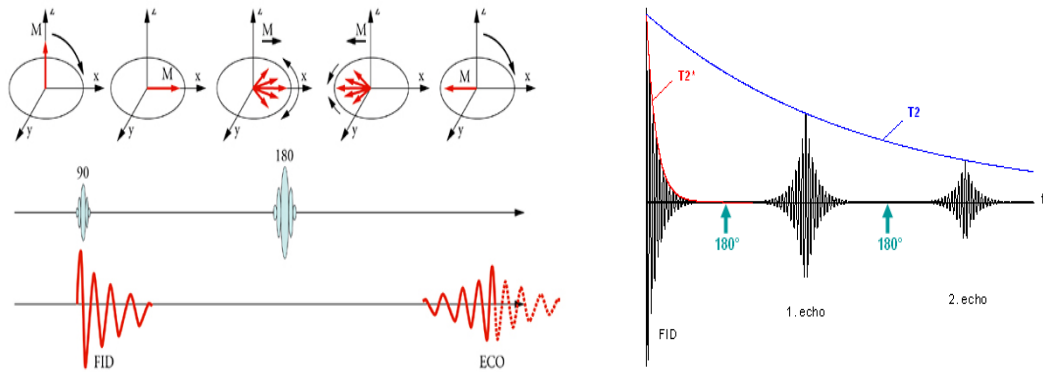 z z z z z
M M M M
x x x x x
M
y y y y y
90 180
FID ECO
T2*
T2
t
180° 180°
1.echo 2.echo
FID